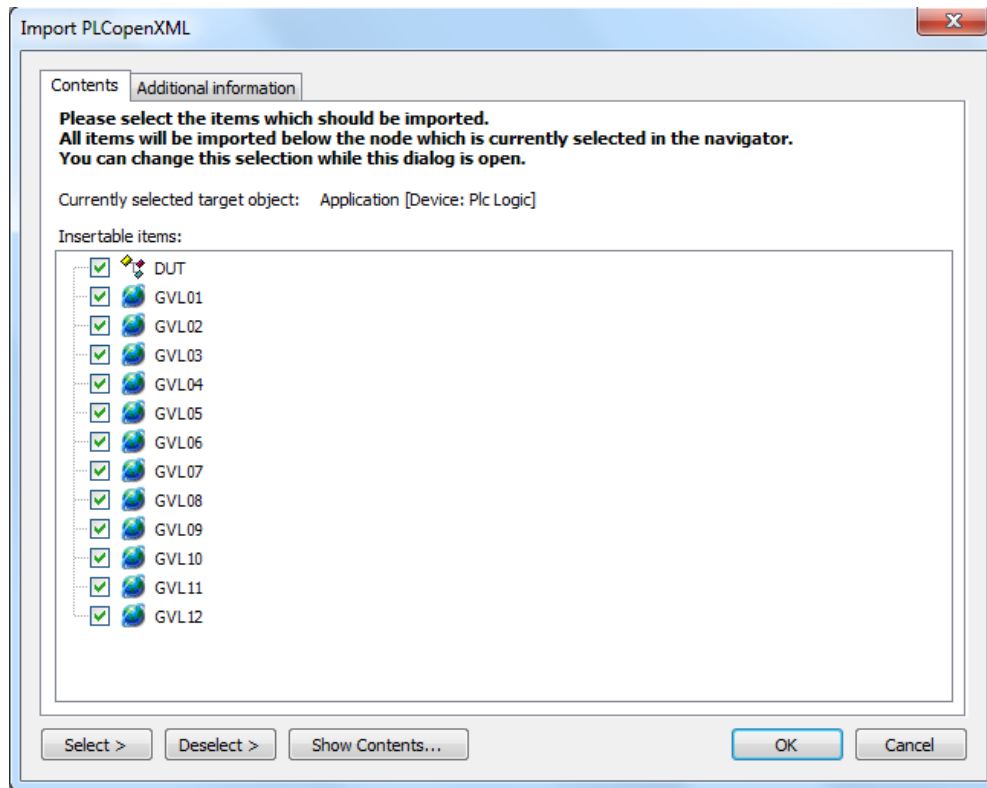 Import PLCopenXML
Contents Additional information
Please select the items which should be imported.
All items will be imported below the node which is currently selected in the navigator.
You can change this selection while this dialog is open.
Currently selected target object: Application [Device: Plc Logic]
Insertable items:
DUT
GVL01
GVL02
GVL03
GVL04
GVL05
GVL06
GVL07
GVL08
GVL09
GVL10
GVL11
GVL12
Select > Deselect > Show Contents... OK Cancel